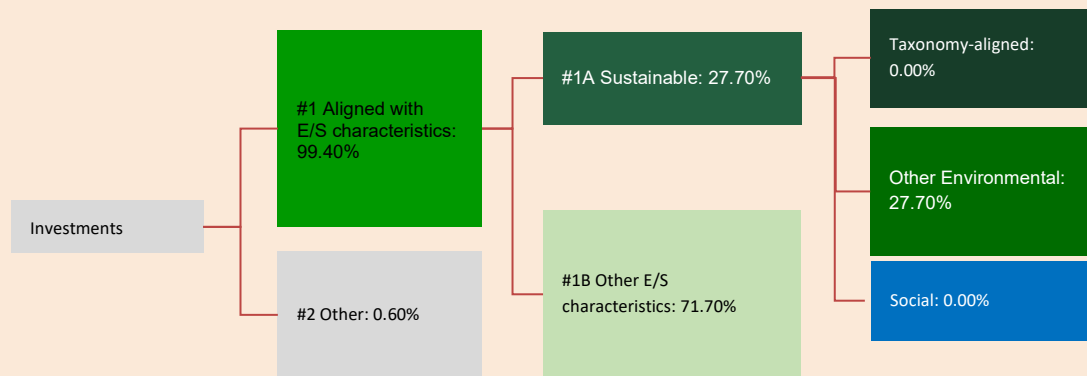 Investments
#1 Aligned with
E/S characteristics:
99.40%
#2 Other: 0.60%
#1A Sustainable: 27.70%
#1B Other E/S
characteristics: 71.70%
Taxonomy-aligned:
0.00%
Other Environmental:
27.70%
Social: 0.00%